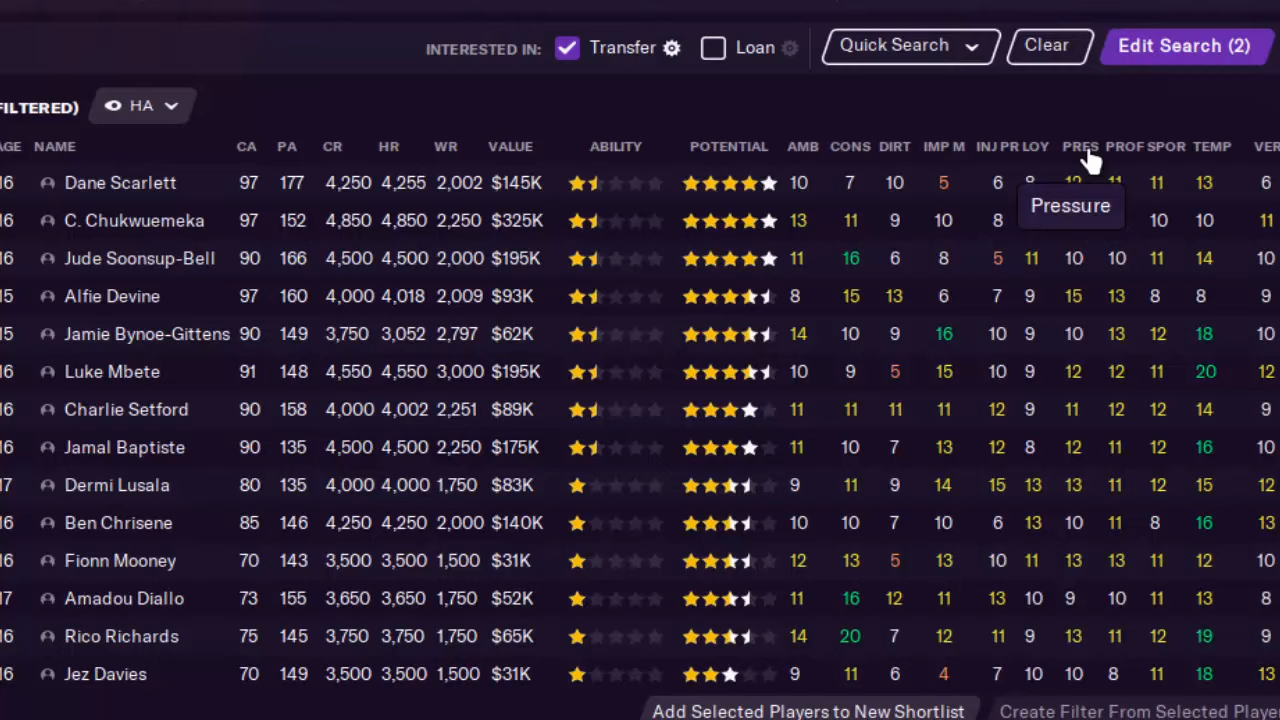 INTERESTED IN: Transfer Loan Quick Search Clear Edit Search (2)
FILTERED) HA
AGE NAME CA PA CR HR WR VALUE ABILITY POTENTIAL AMB CONS DIRT IMP M INJ PR LOY PRES PROF SPOR TEMP VER
16 Dane Scarlett 97 177 4,250 4,255 2,002 $145K 10 7 10 5 6 8 12 11 11 13 6
Pressure
16 C. Chukwuemeka 97 152 4,850 4,850 2,250 $325K 13 11 9 10 8 10 10 11
16 Jude Soonsup-Bell 90 166 4,500 4,500 2,000 $195K 11 16 6 8 5 11 10 10 11 14 10
15 Alfie Devine 97 160 4,000 4,018 2,009 $93K 8 15 13 6 7 9 15 13 8 8 9
15 Jamie Bynoe-Gittens 90 149 3,750 3,052 2,797 $62K 14 10 9 16 10 9 10 13 12 18 10
16 Luke Mbete 91 148 4,550 4,550 3,000 $195K 10 9 5 15 10 9 12 12 11 20 12
16 Charlie Setford 90 158 4,000 4,002 2,251 $89K 11 11 11 11 12 9 11 12 12 14 9
16 Jamal Baptiste 90 135 4,500 4,500 2,250 $175K 11 10 7 13 12 8 12 11 12 16 10
17 Dermi Lusala 80 135 4,000 4,000 1,750 $83K 9 11 9 14 15 13 13 11 12 15 12
16 Ben Chrisene 85 146 4,250 4,250 2,000 $140K 10 10 7 10 6 13 10 11 8 16 13
16 Fionn Mooney 70 143 3,500 3,500 1,500 $31K 12 13 5 13 10 11 13 13 11 12 10
17 Amadou Diallo 73 155 3,650 3,650 1,750 $52K 11 16 12 11 13 10 9 10 11 13 8
16 Rico Richards 75 145 3,750 3,750 1,750 $65K 14 20 7 12 11 9 13 11 12 19 9
16 Jez Davies 70 149 3,500 3,500 1,500 $31K 9 11 6 4 7 10 10 8 11 18 13
Add Selected Players to New Shortlist Create Filter From Selected Playe